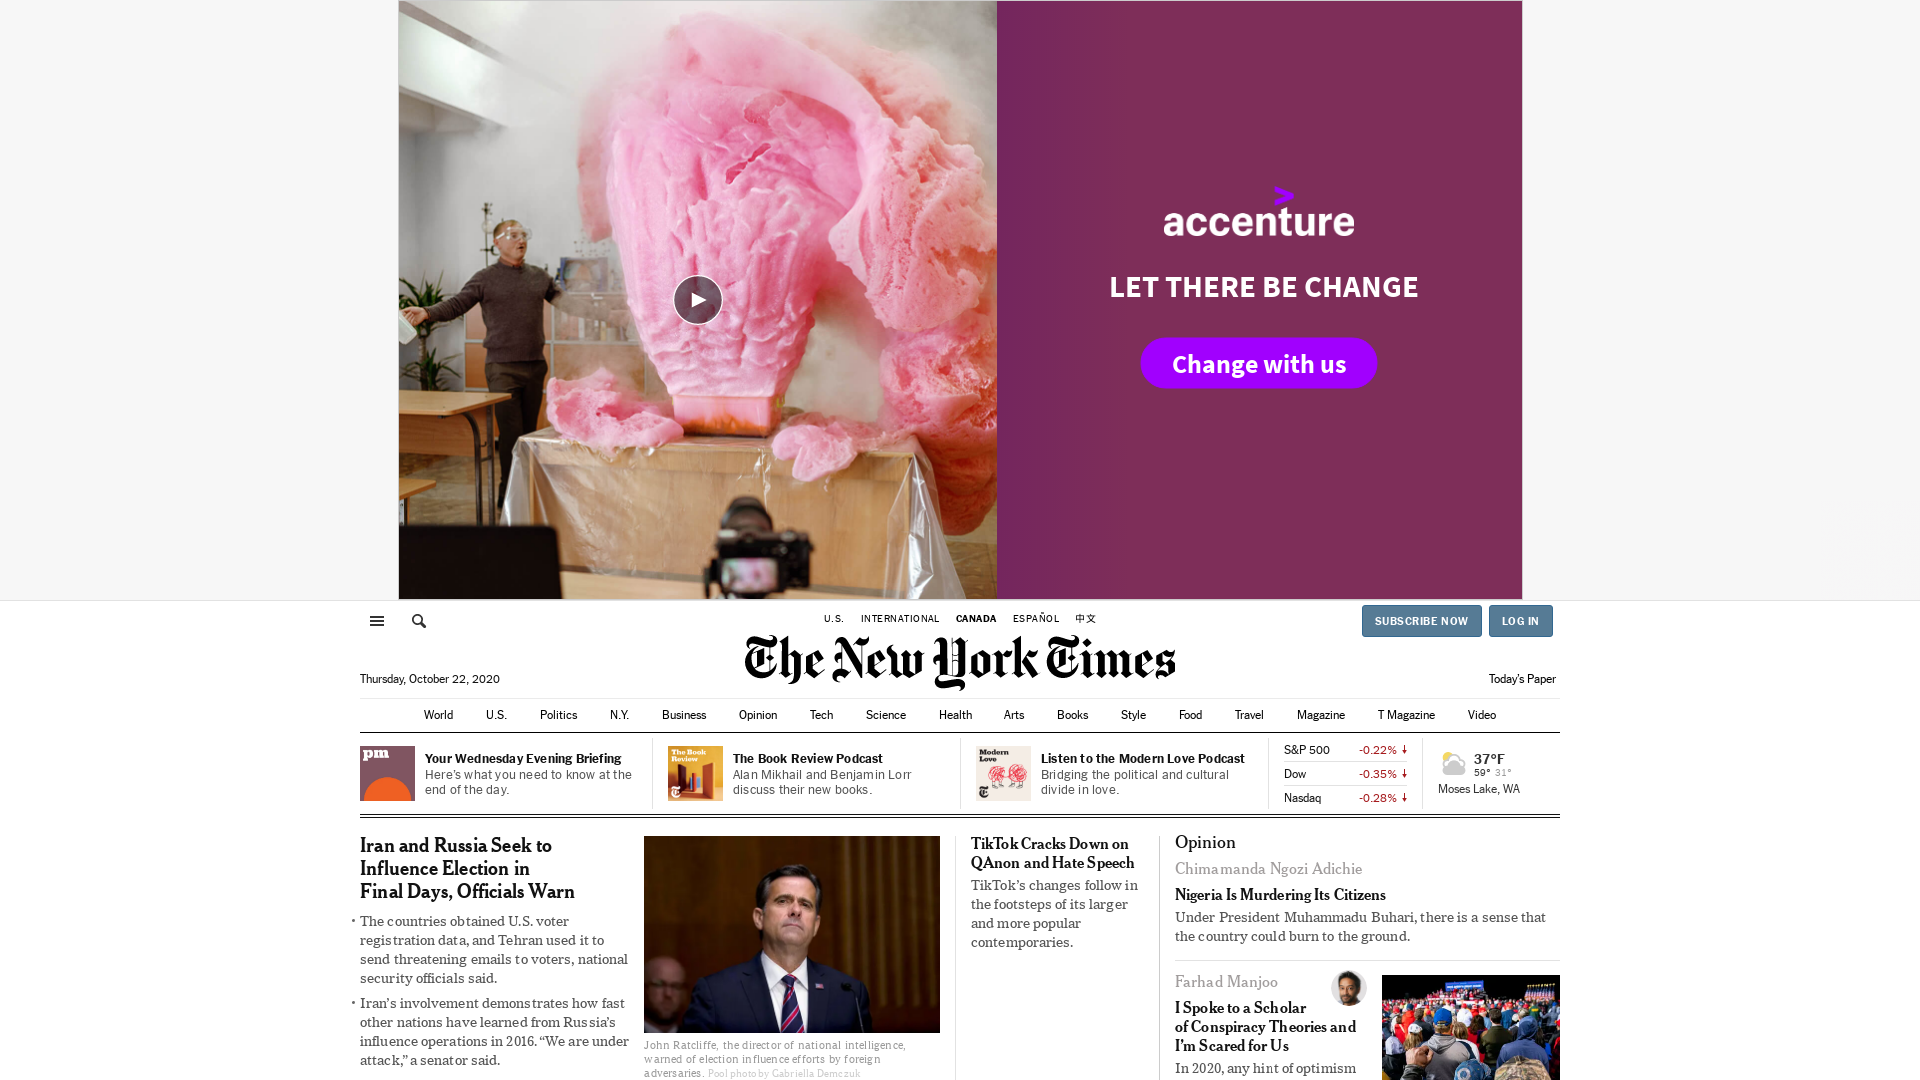 >
accenture
LET THERE BE CHANGE
Change with us
U.S. INTERNATIONAL CANADA ESPAÑOL 中文
SUBSCRIBE NOW LOG IN
The New York Times
Thursday, October 22, 2020
Today's Paper
World U.S. Politics N.Y. Business Opinion Tech Science Health Arts Books Style Food Travel Magazine T Magazine Video
pm
Your Wednesday Evening Briefing
Here's what you need to know at the
end of the day.
The Book
Review
The Book Review Podcast
Alan Mikhail and Benjamin Lorr
discuss their new books.
Modern
Love
Listen to the Modern Love Podcast
Bridging the political and cultural
divide in love.
S&P 500 -0.22%
Dow -0.35%
Nasdaq -0.28%
37°F
59° 31°
Moses Lake, WA
Iran and Russia Seek to
Influence Election in
Final Days, Officials Warn
• The countries obtained U.S. voter
registration data, and Tehran used it to
send threatening emails to voters, national
security officials said.
• Iran's involvement demonstrates how fast
other nations have learned from Russia's
influence operations in 2016. “We are under
attack,” a senator said.
John Ratcliffe, the director of national intelligence,
warned of election influence efforts by foreign
adversaries. Pool photo by Gabriella Demczuk
TikTok Cracks Down on
QAnon and Hate Speech
TikTok's changes follow in
the footsteps of its larger
and more popular
contemporaries.
Opinion
Chimamanda Ngozi Adichie
Nigeria Is Murdering Its Citizens
Under President Muhammadu Buhari, there is a sense that
the country could burn to the ground.
Farhad Manjoo
I Spoke to a Scholar
of Conspiracy Theories and
I'm Scared for Us
In 2020, any hint of optimism